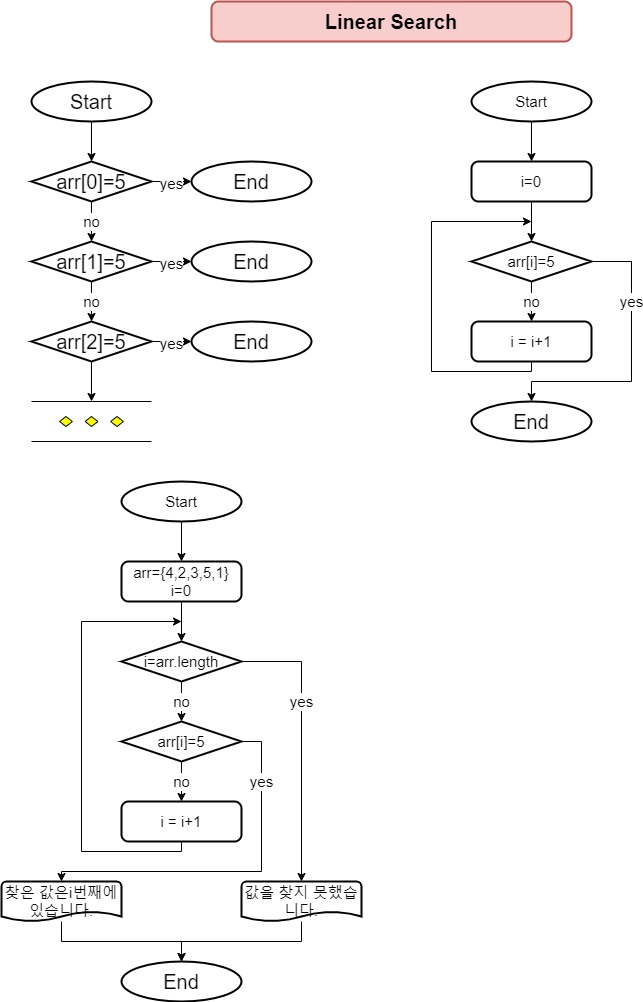 Linear Search
Start
arr[0]=5
yes
End
no
arr[1]=5
yes
End
no
arr[2]=5
yes
End
Start
i=0
arr[i]=5
no
yes
i = i+1
End
Start
arr={4,2,3,5,1}
i=0
i=arr.length
no
yes
arr[i]=5
no
yes
i = i+1
찾은 값은i번째에
있습니다.
값을 찾지 못했습
니다.
End